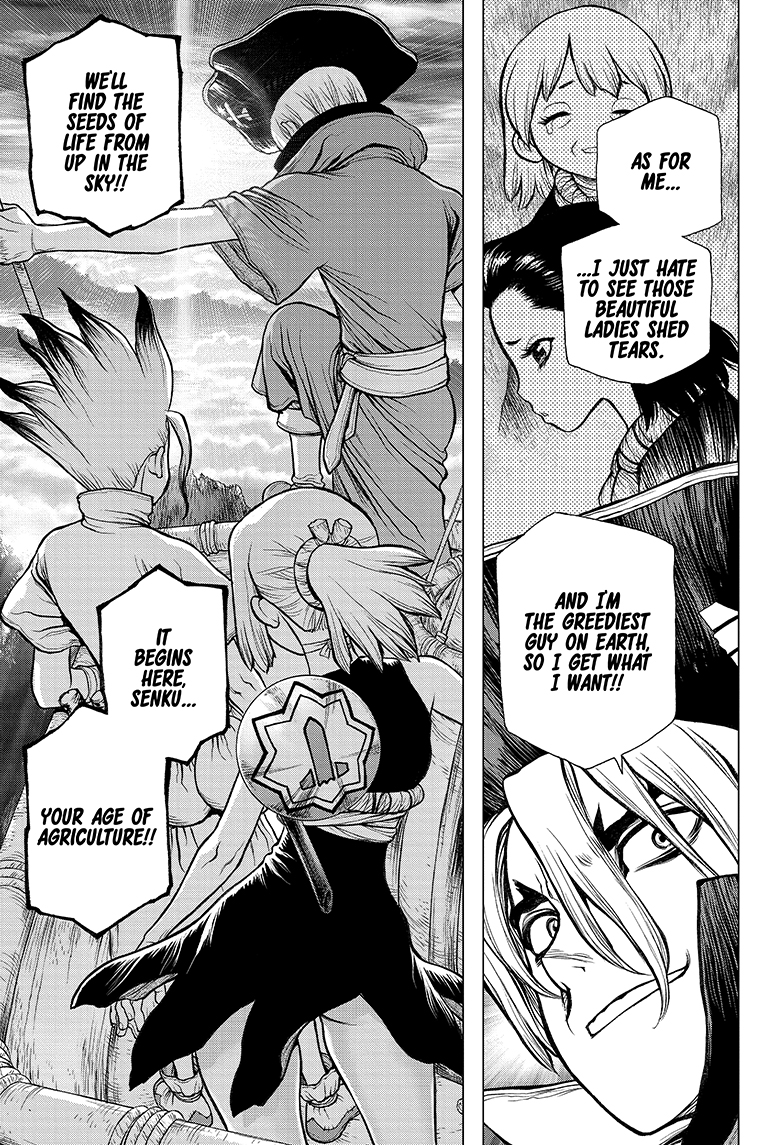 AS FOR
ME...
...I JUST HATE
TO SEE THOSE
BEAUTIFUL
LADIES SHED
TEARS.
AND I'M
THE GREEDIEST
GUY ON EARTH,
SO I GET WHAT
I WANT!!
WE'LL
FIND THE
SEEDS OF
LIFE FROM
UP IN THE
SKY!!
IT
BEGINS
HERE,
SENKU...
YOUR AGE OF
AGRICULTURE!!